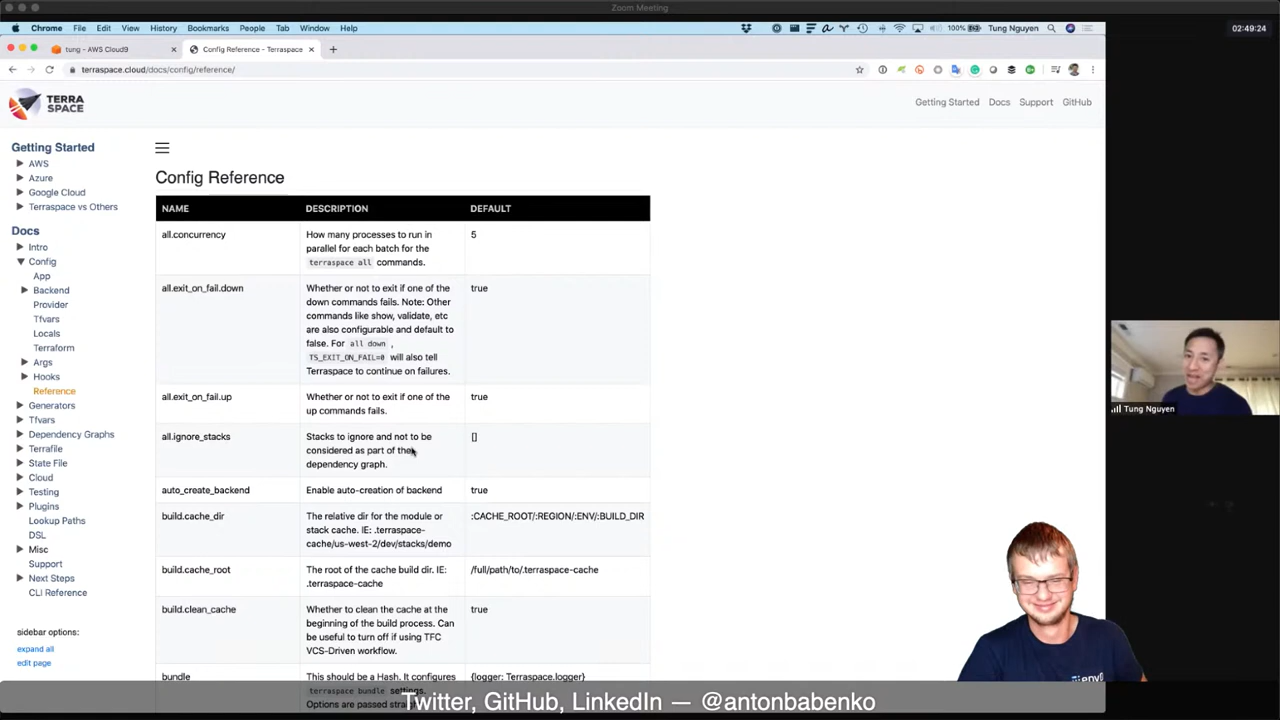 Zoom Meeting
Chrome File Edit View History Bookmarks People Tab Window Help
100% Tung Nguyen
02:49:24
tung - AWS Cloud9
Config Reference - Terraspace
terraspace.cloud/docs/config/reference/
TERRA
SPACE
Getting Started Docs Support GitHub
Getting Started
AWS
Azure
Google Cloud
Terraspace vs Others
Docs
Intro
Config
App
Backend
Provider
Tfvars
Locals
Terraform
Args
Hooks
Reference
Generators
Tfvars
Dependency Graphs
Terrafile
State File
Cloud
Testing
Plugins
Lookup Paths
DSL
Misc
Support
Next Steps
CLI Reference
sidebar options:
expand all
edit page
Config Reference
NAME DESCRIPTION DEFAULT
all.concurrency
How many processes to run in
parallel for each batch for the
terraspace all commands.
5
all.exit_on_fail.down
Whether or not to exit if one of the
down commands fails. Note: Other
commands like show, validate, etc
are also configurable and default to
false. For all down ,
TS_EXIT_ON_FAIL=0 will also tell
Terraspace to continue on failures.
true
all.exit_on_fail.up
Whether or not to exit if one of the
up commands fails.
true
all.ignore_stacks
Stacks to ignore and not to be
considered as part of the
dependency graph.
[]
auto_create_backend
Enable auto-creation of backend
true
build.cache_dir
The relative dir for the module or
stack cache. IE: .terraspace-
cache/us-west-2/dev/stacks/demo
:CACHE_ROOT/:REGION/:ENV/:BUILD_DIR
build.cache_root
The root of the cache build dir. IE:
.terraspace-cache
/full/path/to/.terraspace-cache
build.clean_cache
Whether to clean the cache at the
beginning of the build process. Can
be useful to turn off if using TFC
VCS-Driven workflow.
true
bundle
This should be a Hash. It configures
terraspace bundle settings.
Options are passed
{logger: Terraspace.logger}
Tung Nguyen
env0
Twitter, GitHub, LinkedIn — @antonbabenko